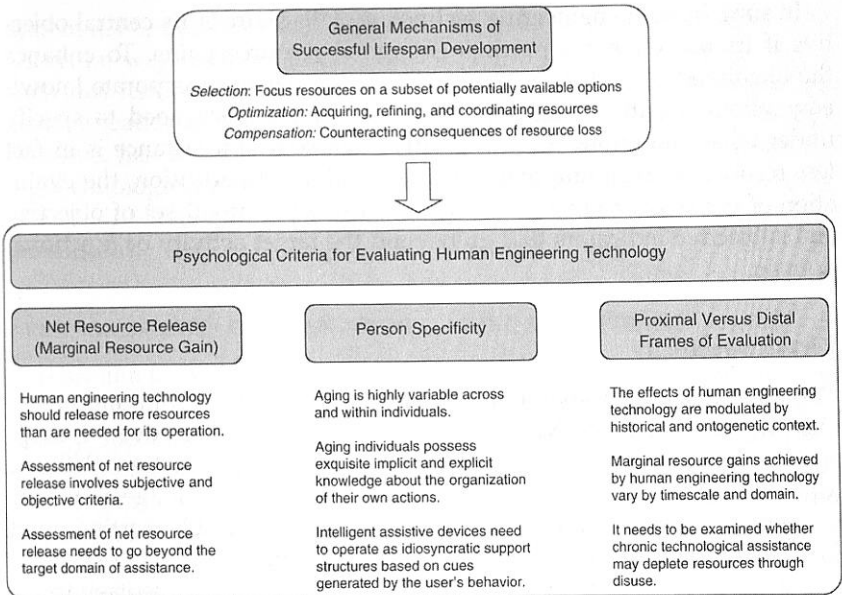 General Mechanisms of
Successful Lifespan Development
Selection: Focus resources on a subset of potentially available options
Optimization: Acquiring, refining, and coordinating resources
Compensation: Counteracting consequences of resource loss
Psychological Criteria for Evaluating Human Engineering Technology
Net Resource Release
(Marginal Resource Gain)
Human engineering technology
should release more resources
than are needed for its operation.
Assessment of net resource
release involves subjective and
objective criteria.
Assessment of net resource
release needs to go beyond the
target domain of assistance.
Person Specificity
Aging is highly variable across
and within individuals.
Aging individuals possess
exquisite implicit and explicit
knowledge about the organization
of their own actions.
Intelligent assistive devices need
to operate as idiosyncratic support
structures based on cues
generated by the user's behavior.
Proximal Versus Distal
Frames of Evaluation
The effects of human engineering
technology are modulated by
historical and ontogenetic context.
Marginal resource gains achieved
by human engineering technology
vary by timescale and domain.
It needs to be examined whether
chronic technological assistance
may deplete resources through
disuse.